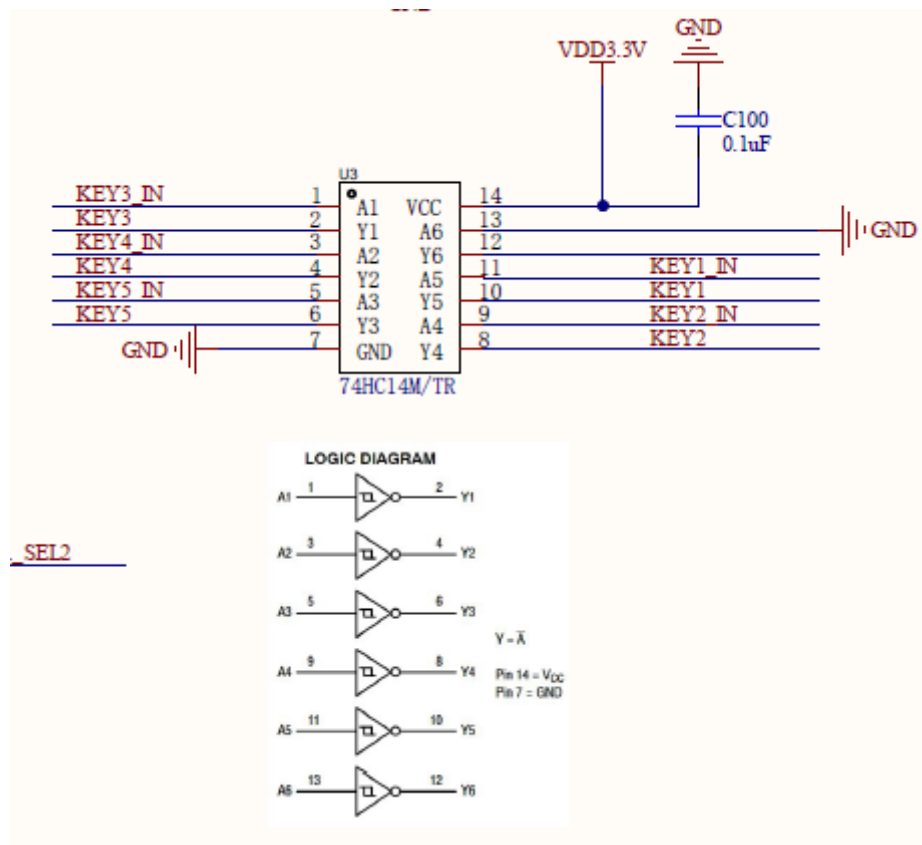 GND
VDD3.3V
C100
0.1uF
U3
KEY3_IN 1 A1 VCC 14
KEY3 2 Y1 A6 13 GND
KEY4_IN 3 A2 Y6 12
KEY4 4 Y2 A5 11 KEY1_IN
KEY5_IN 5 A3 Y5 10 KEY1
KEY5 6 Y3 A4 9 KEY2_IN
GND 7 GND Y4 8 KEY2
74HC14M/TR
LOGIC DIAGRAM
A1 1 2 Y1
_SEL2
A2 3 4 Y2
A3 5 6 Y3
Y = A̅
A4 9 8 Y4
Pin 14 = VCC
Pin 7 = GND
A5 11 10 Y5
A6 13 12 Y6